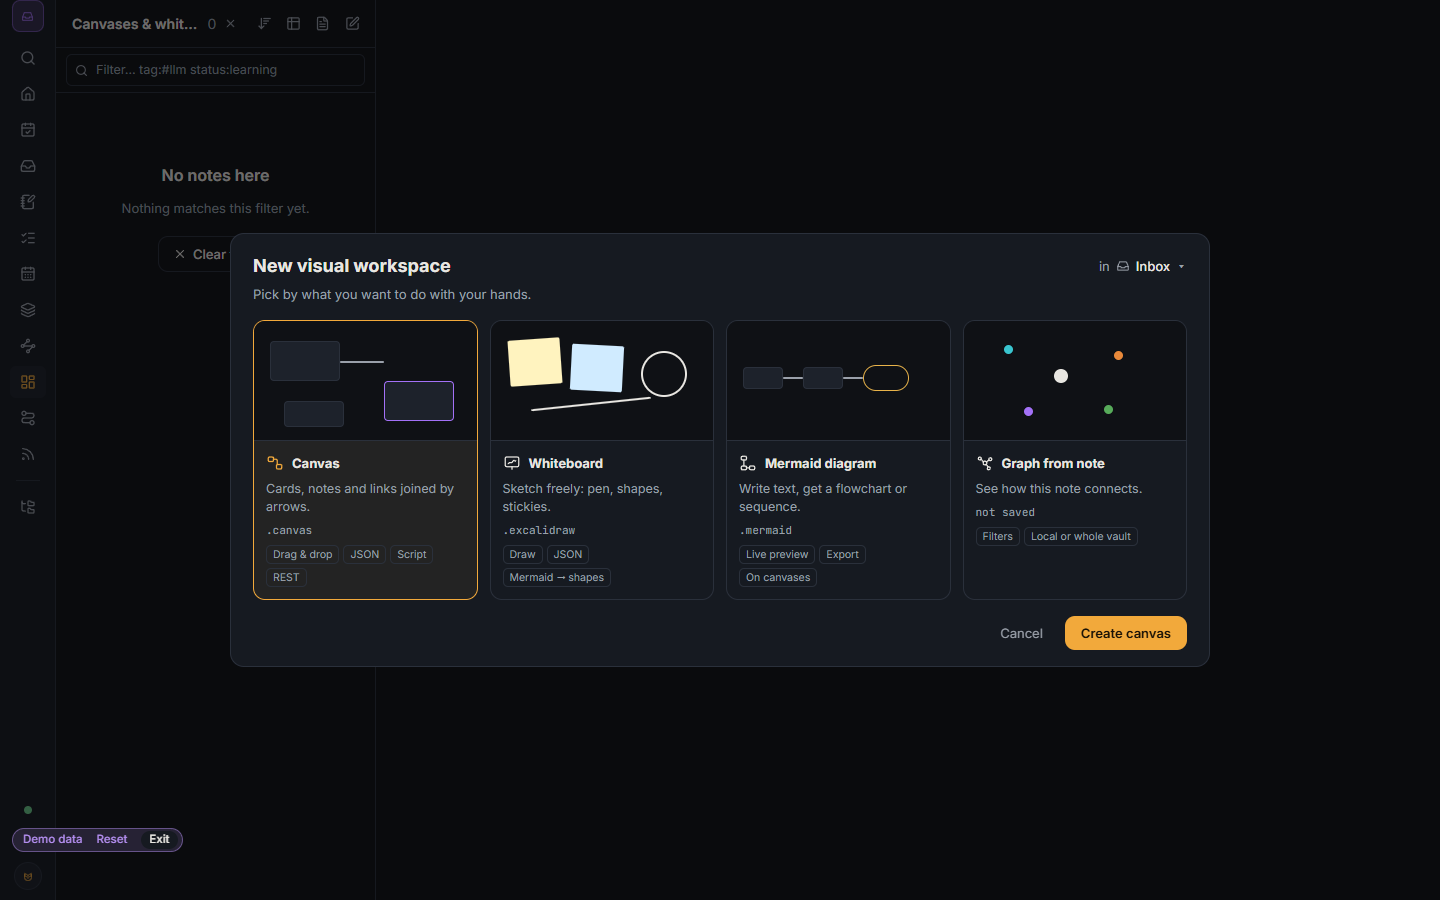 Canvases & whit... 0
Filter... tag:#llm status:learning
No notes here
Nothing matches this filter yet.
Clear
New visual workspace
in Inbox
Pick by what you want to do with your hands.
Canvas
Cards, notes and links joined by
arrows.
.canvas
Drag & drop JSON Script
REST
Whiteboard
Sketch freely: pen, shapes,
stickies.
.excalidraw
Draw JSON
Mermaid → shapes
Mermaid diagram
Write text, get a flowchart or
sequence.
.mermaid
Live preview Export
On canvases
Graph from note
See how this note connects.
not saved
Filters Local or whole vault
Cancel Create canvas
Demo data Reset Exit